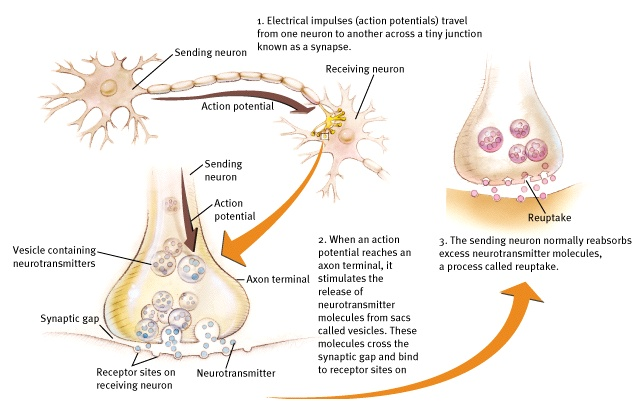 1. Electrical impulses (action potentials) travel
from one neuron to another across a tiny junction
known as a synapse.
Sending neuron
Receiving neuron
Action potential
Sending
neuron
Action
potential
Vesicle containing
neurotransmitters
Axon terminal
Synaptic gap
Receptor sites on
receiving neuron
Neurotransmitter
2. When an action
potential reaches an
axon terminal, it
stimulates the
release of
neurotransmitter
molecules from sacs
called vesicles. These
molecules cross the
synaptic gap and bind
to receptor sites on
Reuptake
3. The sending neuron normally reabsorbs
excess neurotransmitter molecules,
a process called reuptake.